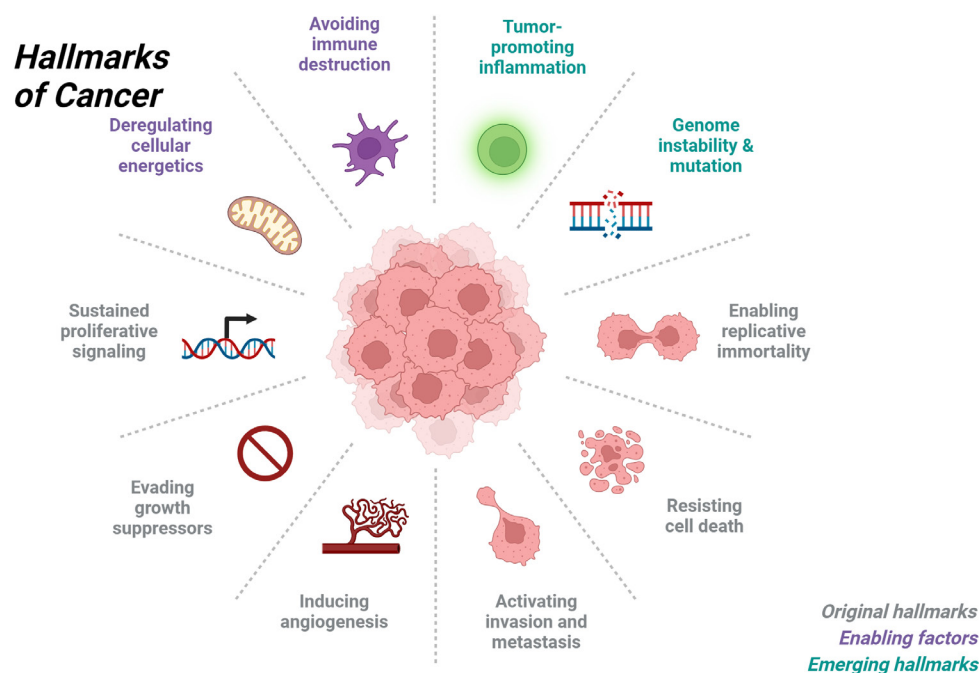 Hallmarks
of Cancer
Avoiding
immune
destruction
Tumor-
promoting
inflammation
Deregulating
cellular
energetics
Genome
instability &
mutation
Sustained
proliferative
signaling
Enabling
replicative
immortality
Evading
growth
suppressors
Resisting
cell death
Inducing
angiogenesis
Activating
invasion and
metastasis
Original hallmarks
Enabling factors
Emerging hallmarks